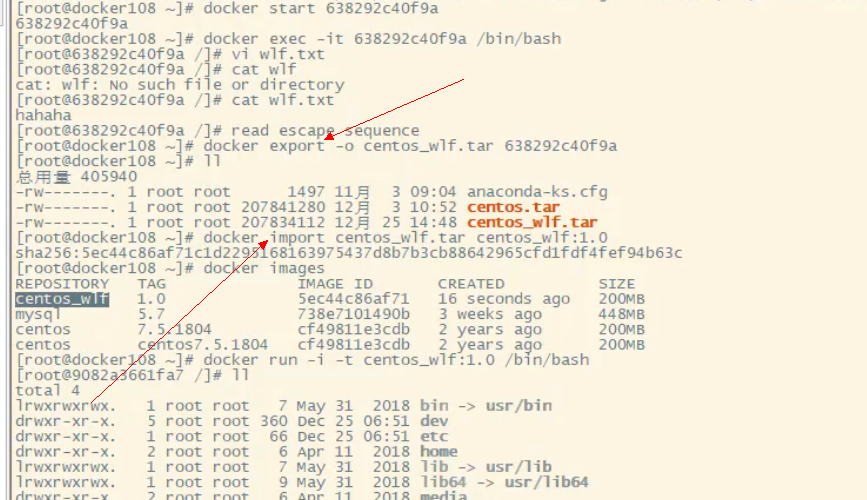 [root@docker108 ~]# docker start 638292c40f9a
638292c40f9a
[root@docker108 ~]# docker exec -it 638292c40f9a /bin/bash
[root@638292c40f9a /]# vi wlf.txt
[root@638292c40f9a /]# cat wlf
cat: wlf: No such file or directory
[root@638292c40f9a /]# cat wlf.txt
hahaha
[root@638292c40f9a /]# read escape sequence
[root@docker108 ~]# docker export -o centos_wlf.tar 638292c40f9a
[root@docker108 ~]# ll
总用量 405940
-rw-------. 1 root root 1497 11月 3 09:04 anaconda-ks.cfg
-rw-------. 1 root root 207841280 12月 3 10:52 centos.tar
-rw-------. 1 root root 207834112 12月 25 14:48 centos_wlf.tar
[root@docker108 ~]# docker import centos_wlf.tar centos_wlf:1.0
sha256:5ec44c86af71c1d2295168163975437d8b7b3cb88642965cfd1fdf4fef94b63c
[root@docker108 ~]# docker images
REPOSITORY TAG IMAGE ID CREATED SIZE
centos_wlf 1.0 5ec44c86af71 16 seconds ago 200MB
mysql 5.7 738e7101490b 3 weeks ago 448MB
centos 7.5.1804 cf49811e3cdb 2 years ago 200MB
centos centos7.5.1804 cf49811e3cdb 2 years ago 200MB
[root@docker108 ~]# docker run -i -t centos_wlf:1.0 /bin/bash
[root@9082a3661fa7 /]# ll
total 4
lrwxrwxrwx. 1 root root 7 May 31 2018 bin -> usr/bin
drwxr-xr-x. 5 root root 360 Dec 25 06:51 dev
drwxr-xr-x. 1 root root 66 Dec 25 06:51 etc
drwxr-xr-x. 2 root root 6 Apr 11 2018 home
lrwxrwxrwx. 1 root root 7 May 31 2018 lib -> usr/lib
lrwxrwxrwx. 1 root root 9 May 31 2018 lib64 -> usr/lib64
drwxr-xr-x. 2 root root 6 Apr 11 2018 media